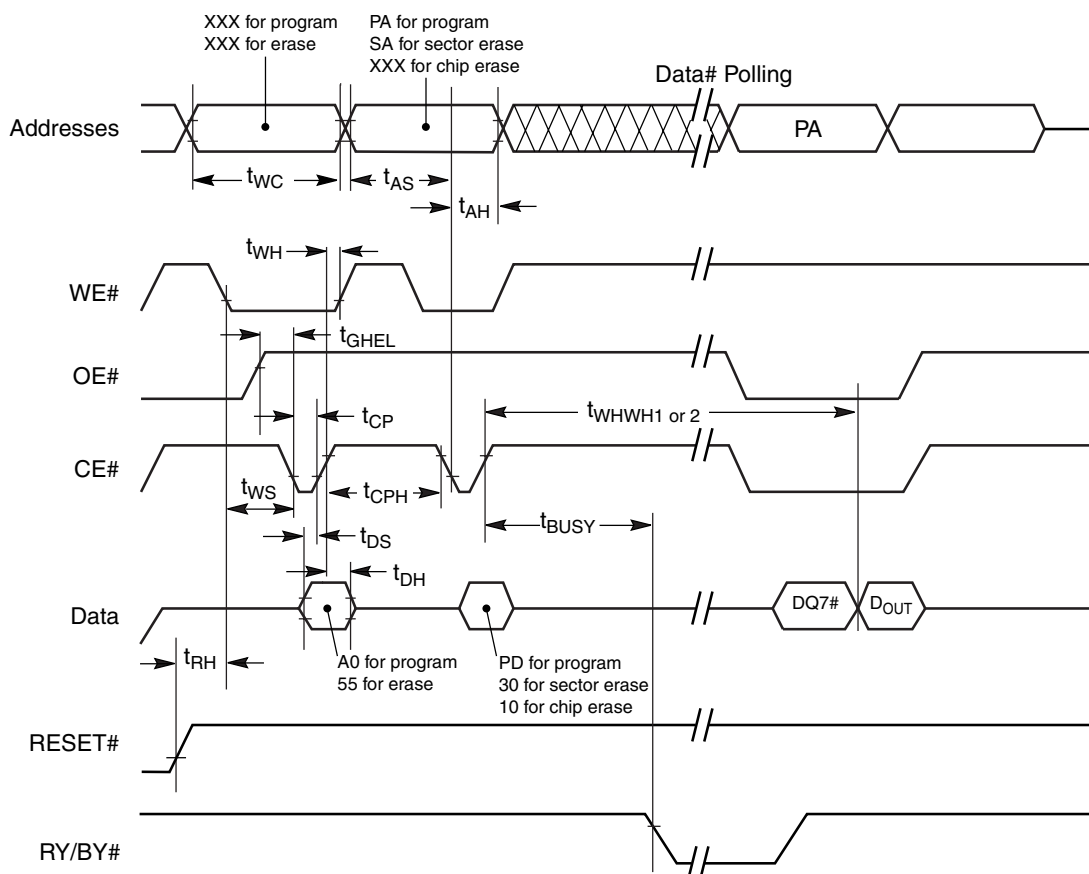 XXX for program
XXX for erase
PA for program
SA for sector erase
XXX for chip erase
Data# Polling
Addresses
PA
tWC
tAS
tAH
tWH
WE#
tGHEL
OE#
tWHWH1 or 2
tCP
CE#
tWS
tCPH
tBUSY
tDS
tDH
Data
DQ7#
DOUT
tRH
A0 for program
55 for erase
PD for program
30 for sector erase
10 for chip erase
RESET#
RY/BY#